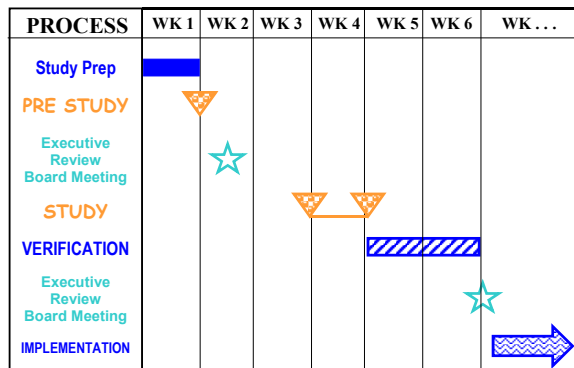 PROCESS WK 1 WK 2 WK 3 WK 4 WK 5 WK 6 WK . . .
Study Prep
PRE STUDY
Executive
Review
Board Meeting
STUDY
VERIFICATION
Executive
Review
Board Meeting
IMPLEMENTATION